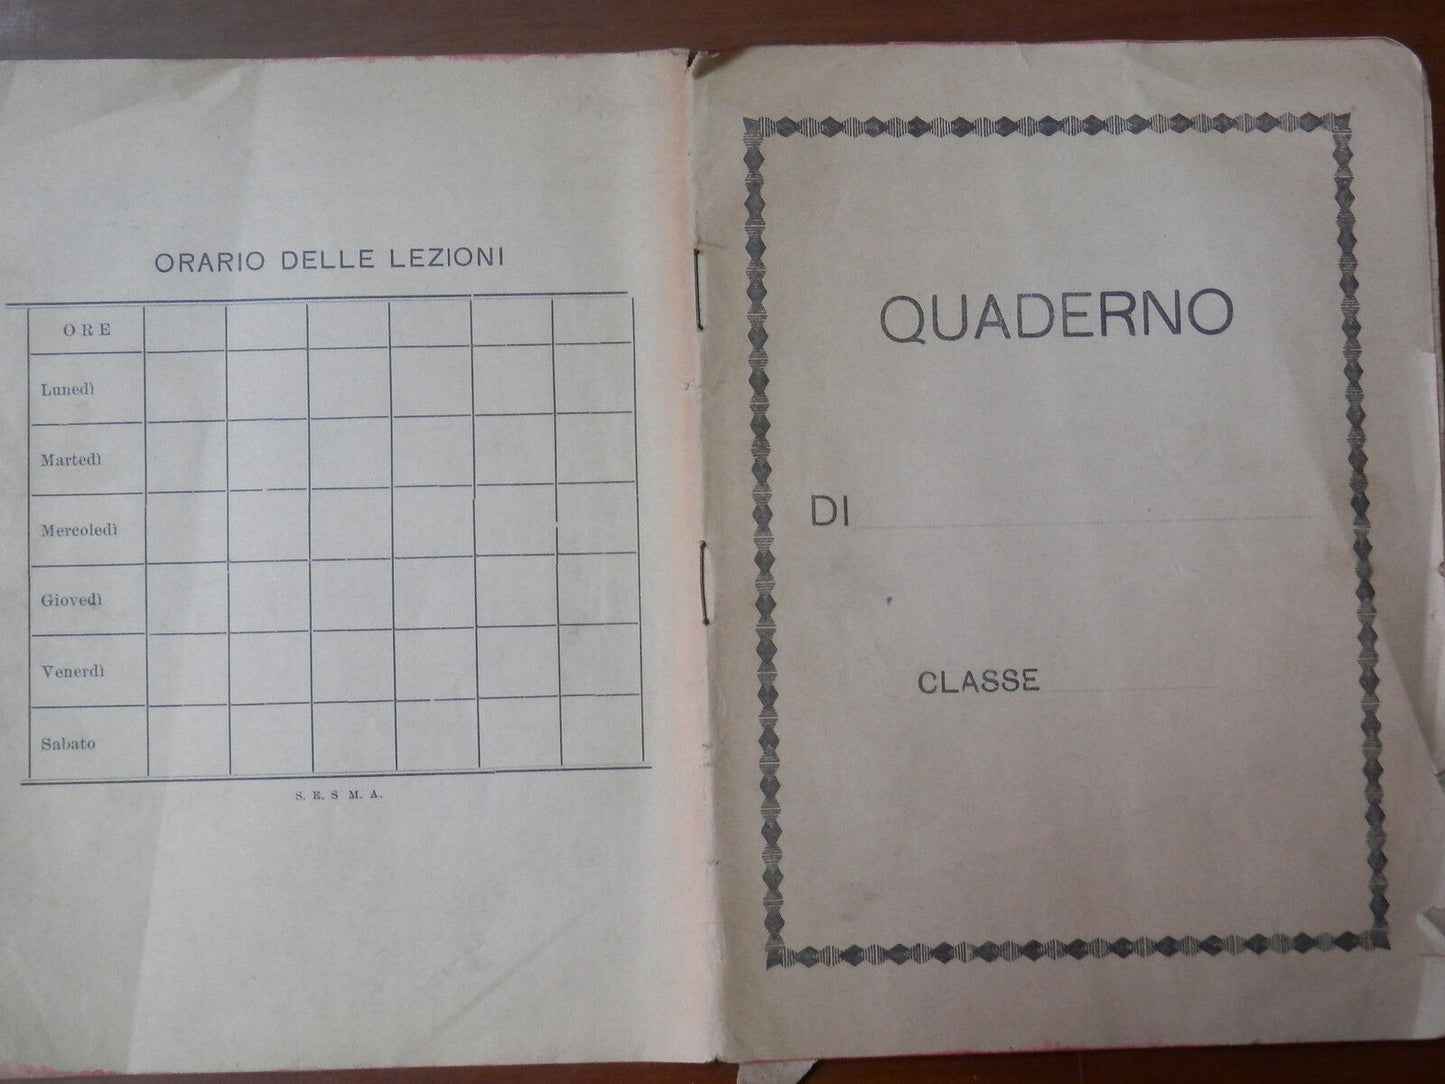 ORARIO DELLE LEZIONI
ORE
Lunedì
Martedì
Mercoledì
Giovedì
Venerdì
Sabato
S. E. S M. A.
QUADERNO
DI
CLASSE